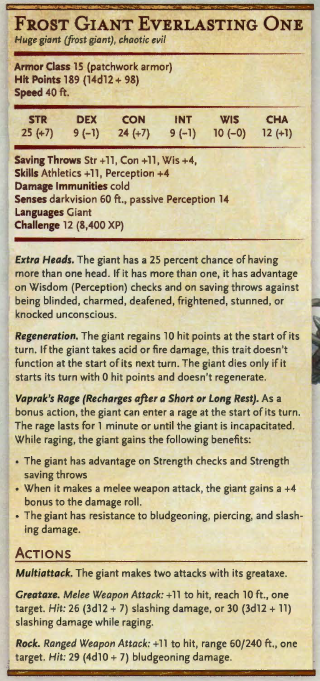 Frost Giant Everlasting One
Huge giant (frost giant), chaotic evil
Armor Class 15 (patchwork armor)
Hit Points 189 (14d12 + 98)
Speed 40 ft.
STR DEX CON INT WIS CHA
25 (+7) 9 (−1) 24 (+7) 9 (−1) 10 (−0) 12 (+1)
Saving Throws Str +11, Con +11, Wis +4,
Skills Athletics +11, Perception +4
Damage Immunities cold
Senses darkvision 60 ft., passive Perception 14
Languages Giant
Challenge 12 (8,400 XP)
Extra Heads. The giant has a 25 percent chance of having
more than one head. If it has more than one, it has advantage
on Wisdom (Perception) checks and on saving throws against
being blinded, charmed, deafened, frightened, stunned, or
knocked unconscious.
Regeneration. The giant regains 10 hit points at the start of its
turn. If the giant takes acid or fire damage, this trait doesn't
function at the start of its next turn. The giant dies only if it
starts its turn with 0 hit points and doesn't regenerate.
Vaprak's Rage (Recharges after a Short or Long Rest). As a
bonus action, the giant can enter a rage at the start of its turn.
The rage lasts for 1 minute or until the giant is incapacitated.
While raging, the giant gains the following benefits:
• The giant has advantage on Strength checks and Strength
saving throws
• When it makes a melee weapon attack, the giant gains a +4
bonus to the damage roll.
• The giant has resistance to bludgeoning, piercing, and slash-
ing damage.
Actions
Multiattack. The giant makes two attacks with its greataxe.
Greataxe. Melee Weapon Attack: +11 to hit, reach 10 ft., one
target. Hit: 26 (3d12 + 7) slashing damage, or 30 (3d12 + 11)
slashing damage while raging.
Rock. Ranged Weapon Attack: +11 to hit, range 60/240 ft., one
target. Hit: 29 (4d10 + 7) bludgeoning damage.